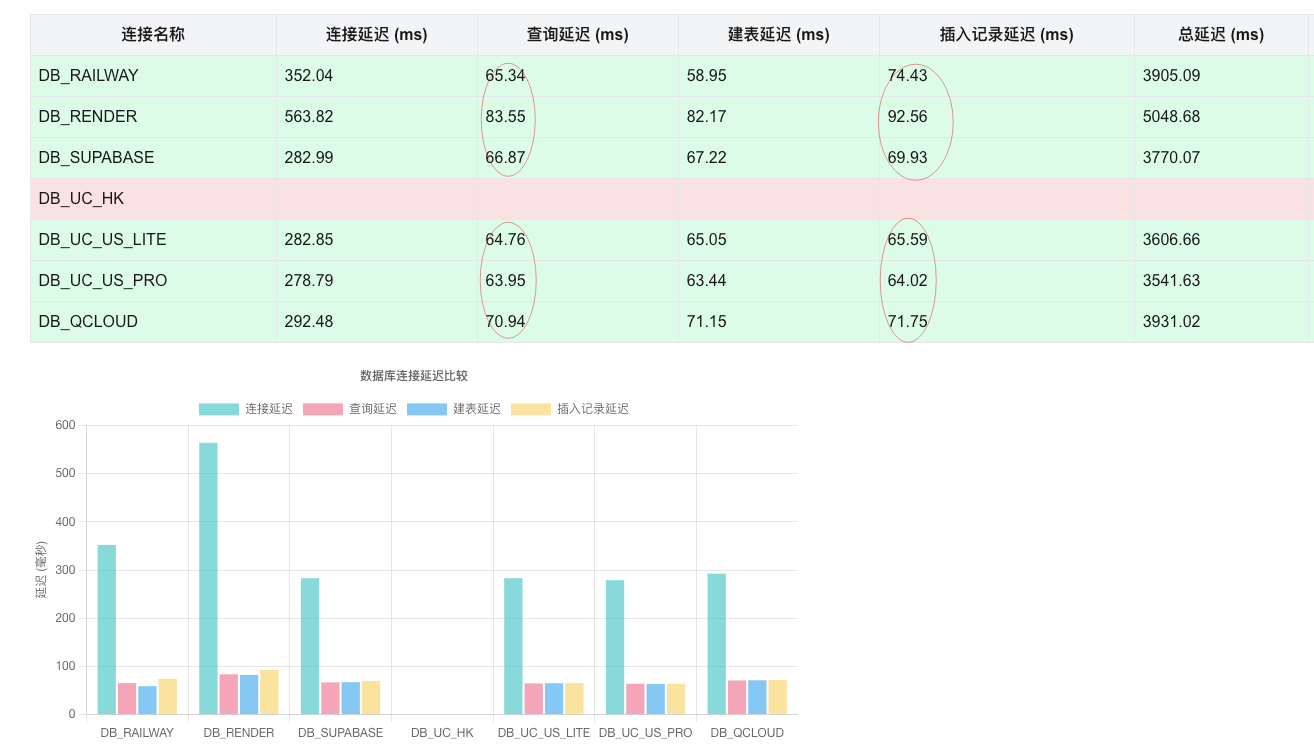 连接名称 连接延迟 (ms) 查询延迟 (ms) 建表延迟 (ms) 插入记录延迟 (ms) 总延迟 (ms)
DB_RAILWAY 352.04 65.34 58.95 74.43 3905.09
DB_RENDER 563.82 83.55 82.17 92.56 5048.68
DB_SUPABASE 282.99 66.87 67.22 69.93 3770.07
DB_UC_HK
DB_UC_US_LITE 282.85 64.76 65.05 65.59 3606.66
DB_UC_US_PRO 278.79 63.95 63.44 64.02 3541.63
DB_QCLOUD 292.48 70.94 71.15 71.75 3931.02
数据库连接延迟比较
连接延迟 查询延迟 建表延迟 插入记录延迟
600
500
400
300
200
100
0
延迟 (毫秒)
DB_RAILWAY DB_RENDER DB_SUPABASE DB_UC_HK DB_UC_US_LITE DB_UC_US_PRO DB_QCLOUD